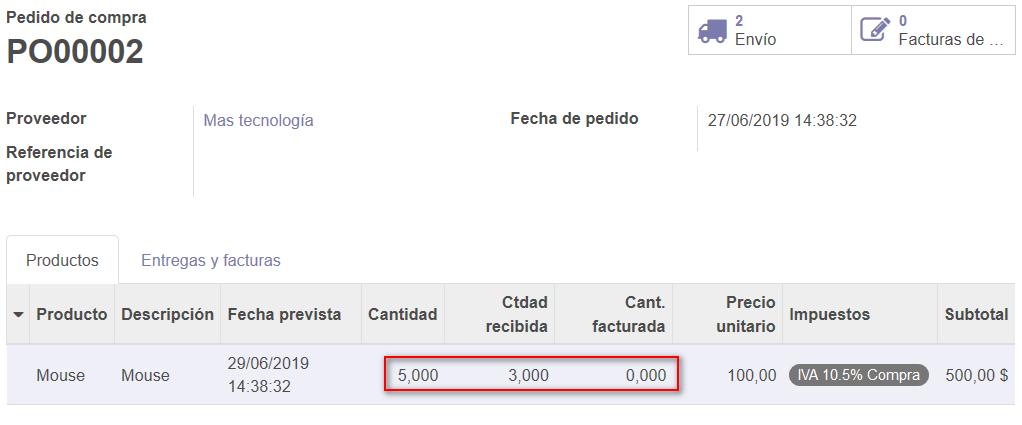 Pedido de compra
PO00002
2
Envío
0
Facturas de ...
Proveedor
Mas tecnología
Fecha de pedido
27/06/2019 14:38:32
Referencia de
proveedor
Productos
Entregas y facturas
Producto Descripción Fecha prevista Cantidad Ctdad recibida Cant. facturada Precio unitario Impuestos Subtotal
Mouse Mouse 29/06/2019 14:38:32 5,000 3,000 0,000 100,00 IVA 10.5% Compra 500,00 $